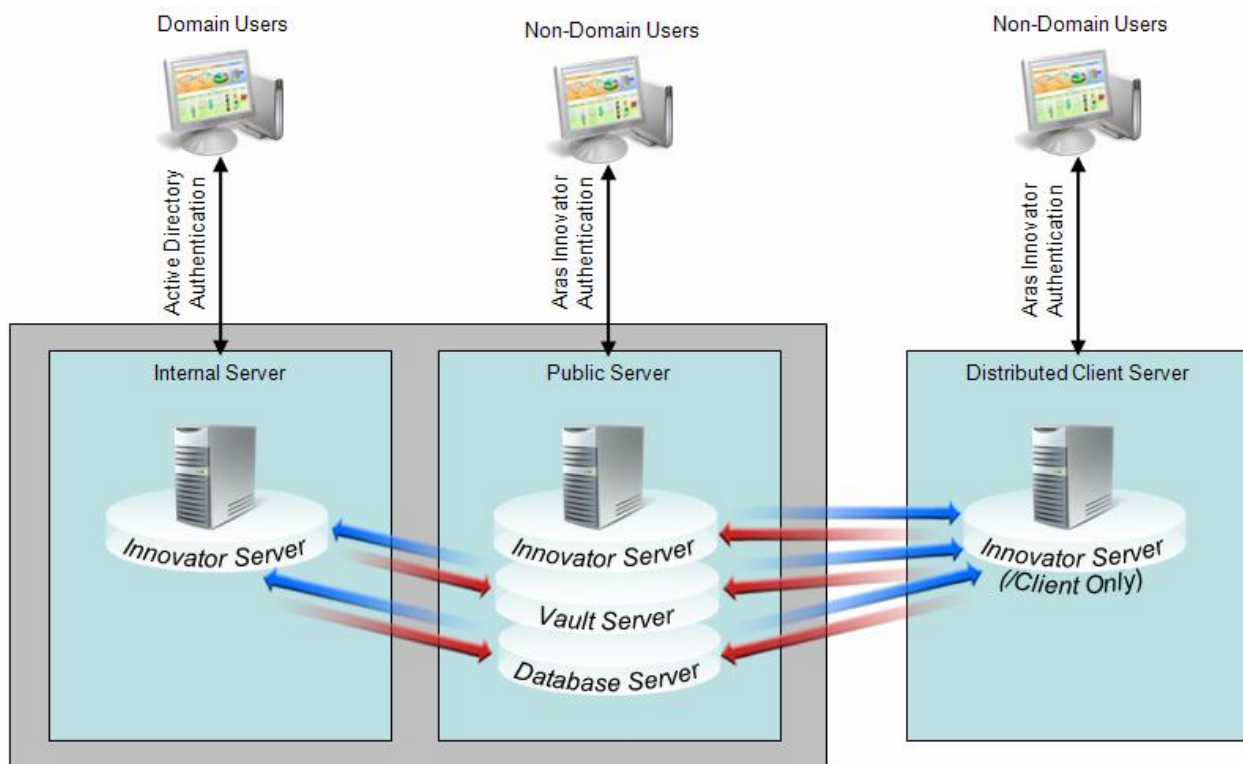 Domain Users
Non-Domain Users
Non-Domain Users
Active Directory
Authentication
Aras Innovator
Authentication
Aras Innovator
Authentication
Internal Server
Public Server
Distributed Client Server
Innovator Server
Innovator Server
Vault Server
Database Server
Innovator Server
(/Client Only)